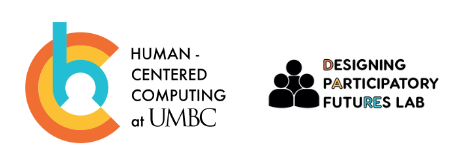 HUMAN -
CENTERED
COMPUTING
at UMBC
DESIGNING
PARTICIPATORY
FUTURES LAB